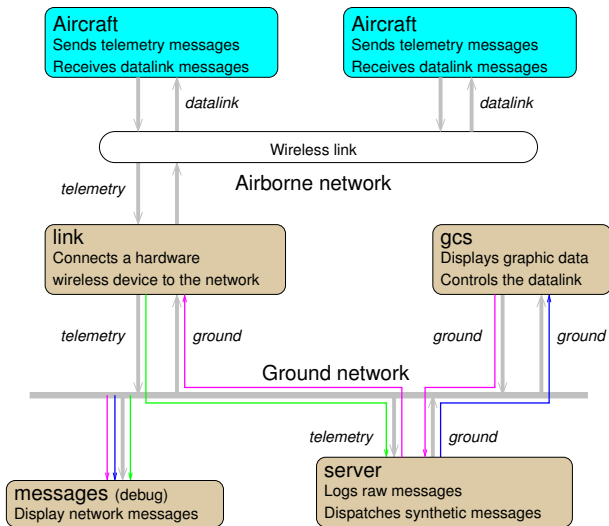 Aircraft
Sends telemetry messages
Receives datalink messages
Aircraft
Sends telemetry messages
Receives datalink messages
datalink
datalink
Wireless link
telemetry
Airborne network
link
Connects a hardware
wireless device to the network
gcs
Displays graphic data
Controls the datalink
telemetry
ground
ground
ground
Ground network
telemetry
ground
messages (debug)
Display network messages
server
Logs raw messages
Dispatches synthetic messages